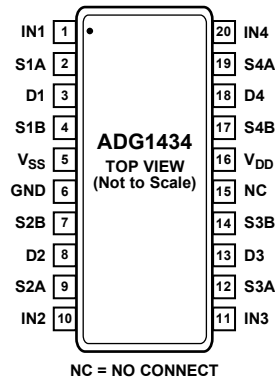 IN1 1 20 IN4
S1A 2 19 S4A
D1 3 18 D4
S1B 4 17 S4B
VSS 5 16 VDD
GND 6 15 NC
S2B 7 14 S3B
D2 8 13 D3
S2A 9 12 S3A
IN2 10 11 IN3
ADG1434
TOP VIEW
(Not to Scale)
NC = NO CONNECT